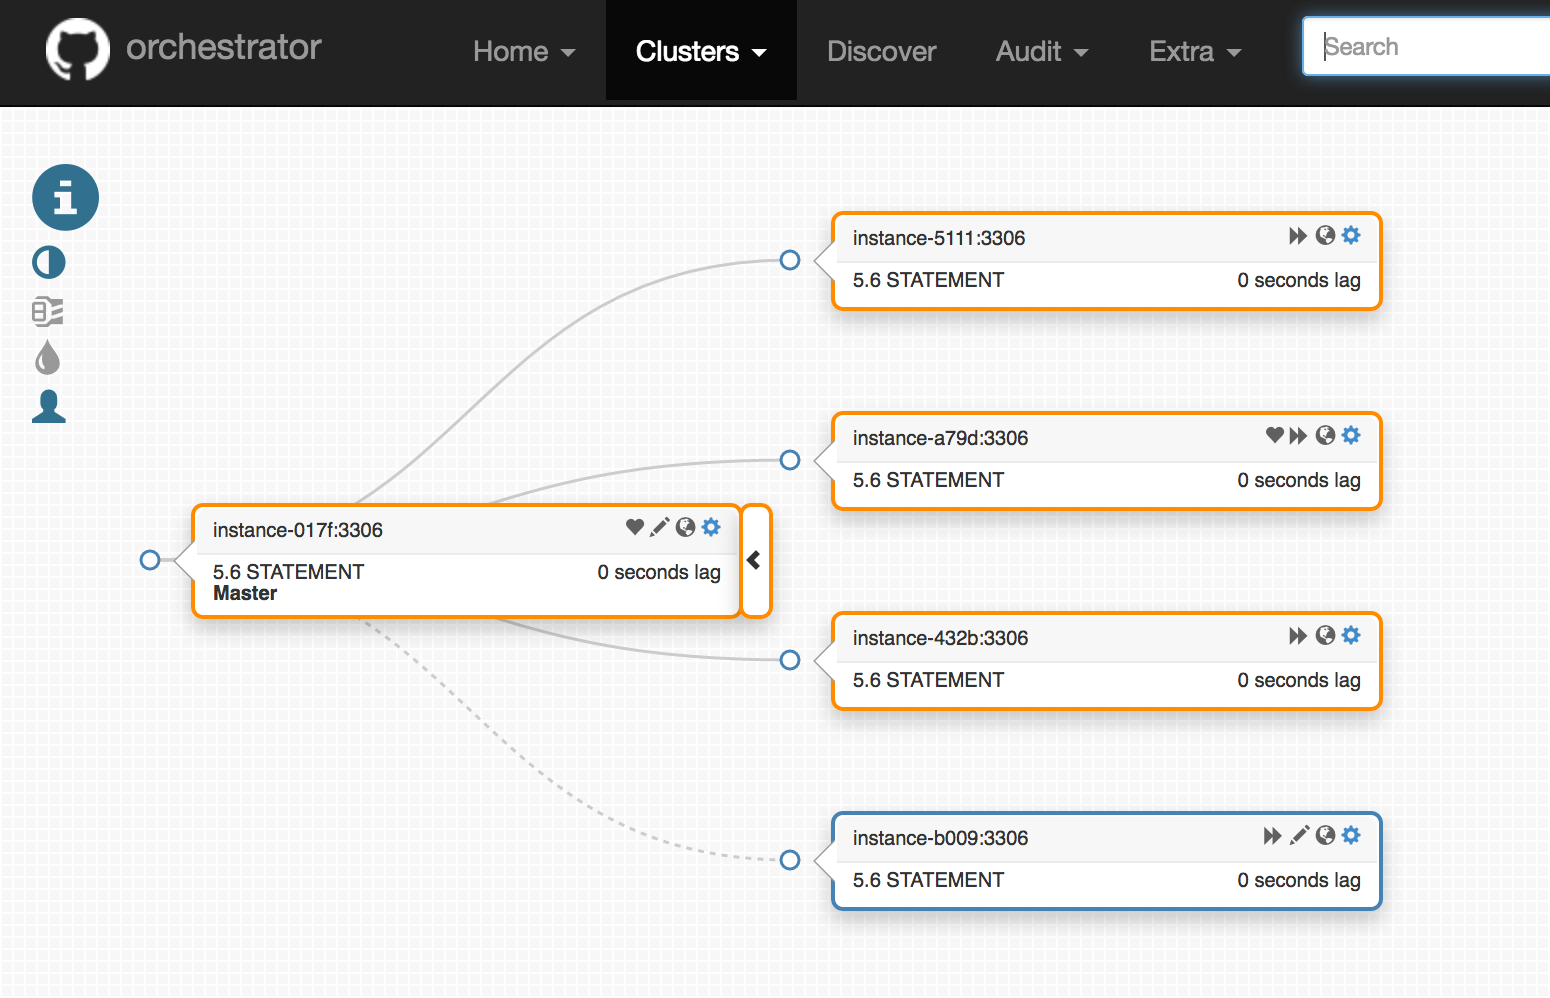 orchestrator
Home
Clusters
Discover
Audit
Extra
Search
instance-5111:3306
5.6 STATEMENT 0 seconds lag
instance-a79d:3306
5.6 STATEMENT 0 seconds lag
instance-017f:3306
5.6 STATEMENT 0 seconds lag
Master
instance-432b:3306
5.6 STATEMENT 0 seconds lag
instance-b009:3306
5.6 STATEMENT 0 seconds lag